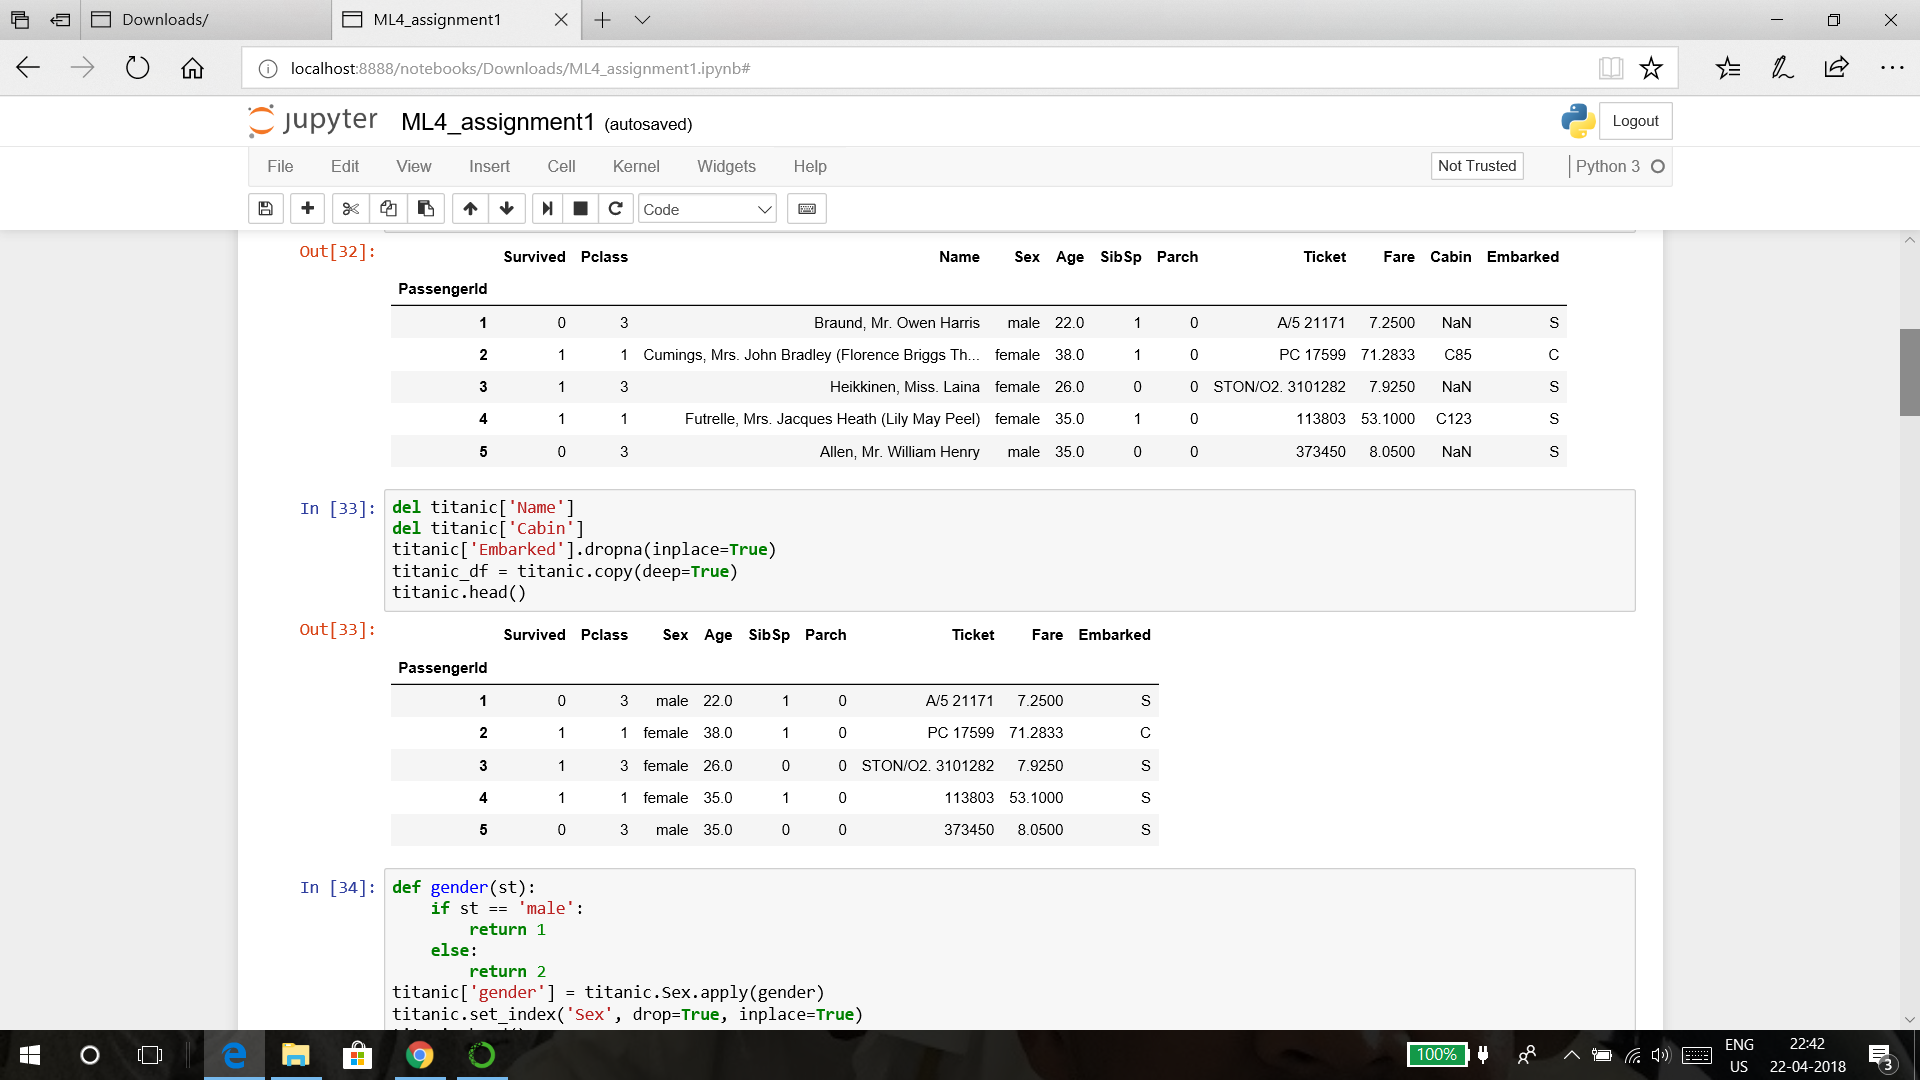 Downloads/
ML4_assignment1
localhost:8888/notebooks/Downloads/ML4_assignment1.ipynb#
jupyter ML4_assignment1 (autosaved)
Logout
File Edit View Insert Cell Kernel Widgets Help
Not Trusted
Python 3
Code
Out[32]:
Survived Pclass Name Sex Age SibSp Parch Ticket Fare Cabin Embarked
PassengerId
1 0 3 Braund, Mr. Owen Harris male 22.0 1 0 A/5 21171 7.2500 NaN S
2 1 1 Cumings, Mrs. John Bradley (Florence Briggs Th... female 38.0 1 0 PC 17599 71.2833 C85 C
3 1 3 Heikkinen, Miss. Laina female 26.0 0 0 STON/O2. 3101282 7.9250 NaN S
4 1 1 Futrelle, Mrs. Jacques Heath (Lily May Peel) female 35.0 1 0 113803 53.1000 C123 S
5 0 3 Allen, Mr. William Henry male 35.0 0 0 373450 8.0500 NaN S
In [33]:
del titanic['Name']
del titanic['Cabin']
titanic['Embarked'].dropna(inplace=True)
titanic_df = titanic.copy(deep=True)
titanic.head()
Out[33]:
Survived Pclass Sex Age SibSp Parch Ticket Fare Embarked
PassengerId
1 0 3 male 22.0 1 0 A/5 21171 7.2500 S
2 1 1 female 38.0 1 0 PC 17599 71.2833 C
3 1 3 female 26.0 0 0 STON/O2. 3101282 7.9250 S
4 1 1 female 35.0 1 0 113803 53.1000 S
5 0 3 male 35.0 0 0 373450 8.0500 S
In [34]:
def gender(st):
    if st == 'male':
        return 1
    else:
        return 2
titanic['gender'] = titanic.Sex.apply(gender)
titanic.set_index('Sex', drop=True, inplace=True)
100%
ENG
US
22:42
22-04-2018
3